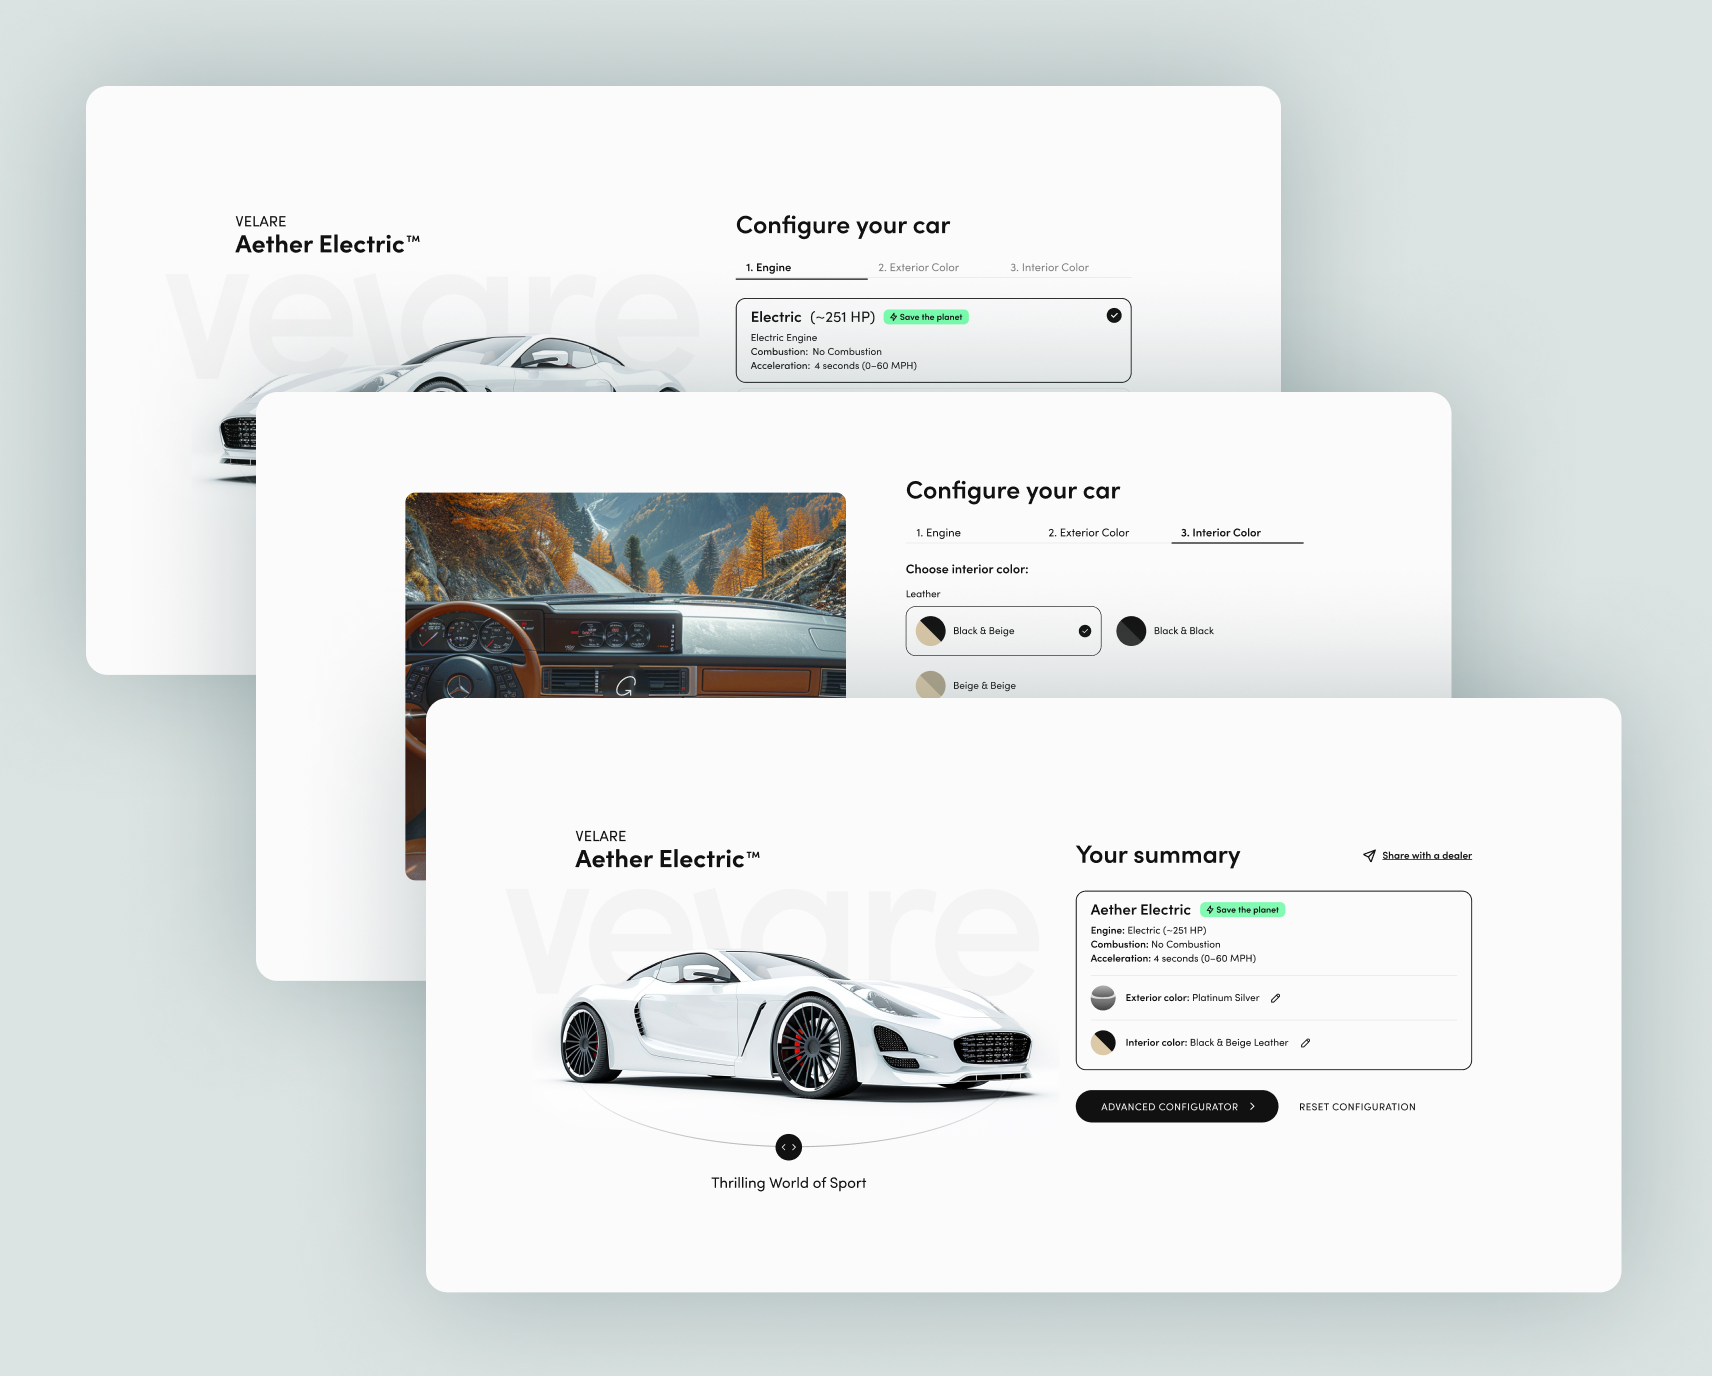 VELARE
Aether Electric™
velare
Configure your car
1. Engine
2. Exterior Color
3. Interior Color
Electric (~251 HP) Save the planet
Electric Engine
Combustion: No Combustion
Acceleration: 4 seconds (0–60 MPH)
Configure your car
1. Engine
2. Exterior Color
3. Interior Color
Choose interior color:
Leather
Black & Beige
Black & Black
Beige & Beige
VELARE
Aether Electric™
velare
Thrilling World of Sport
Your summary
Share with a dealer
Aether Electric Save the planet
Engine: Electric (~251 HP)
Combustion: No Combustion
Acceleration: 4 seconds (0–60 MPH)
Exterior color: Platinum Silver
Interior color: Black & Beige Leather
ADVANCED CONFIGURATOR
RESET CONFIGURATION